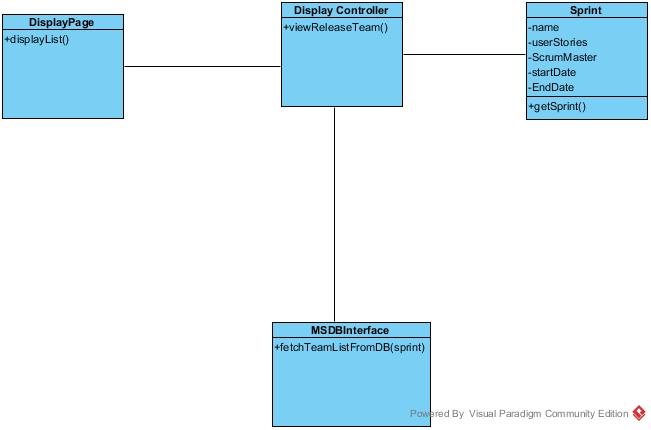 DisplayPage
+displayList()
Display Controller
+viewReleaseTeam()
Sprint
-name
-userStories
-ScrumMaster
-startDate
-EndDate
+getSprint()
MSDBInterface
+fetchTeamListFromDB(sprint)
Powered By Visual Paradigm Community Edition